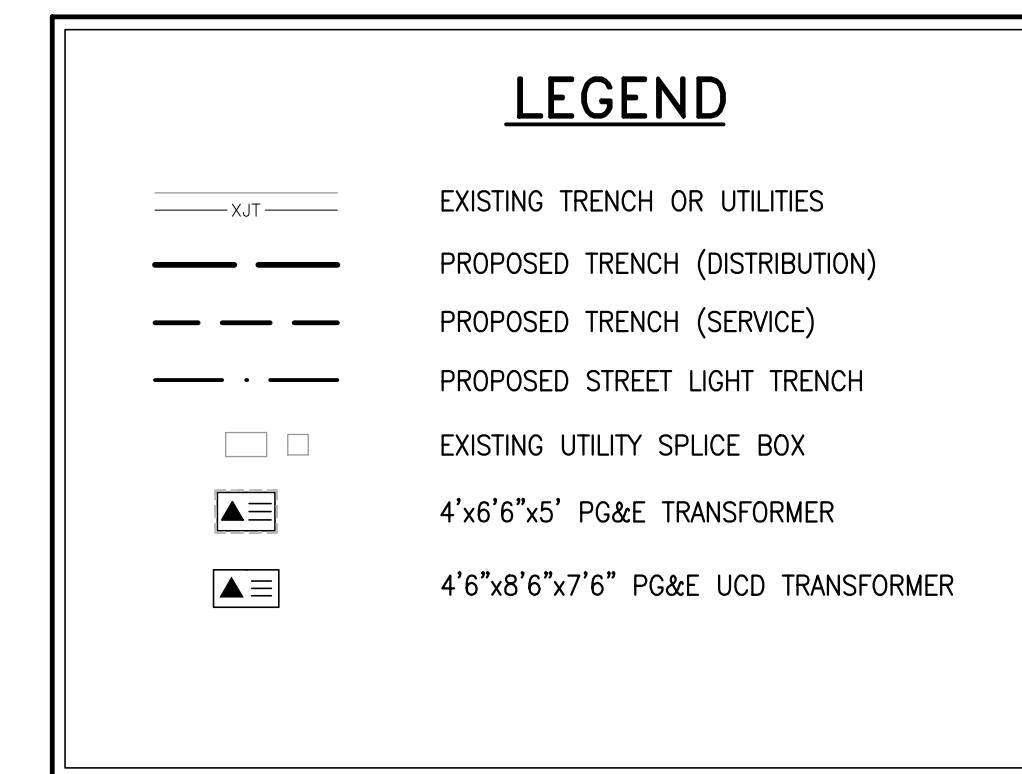 LEGEND
XJT EXISTING TRENCH OR UTILITIES
PROPOSED TRENCH (DISTRIBUTION)
PROPOSED TRENCH (SERVICE)
PROPOSED STREET LIGHT TRENCH
EXISTING UTILITY SPLICE BOX
4'x6'6"x5' PG&E TRANSFORMER
4'6"x8'6"x7'6" PG&E UCD TRANSFORMER